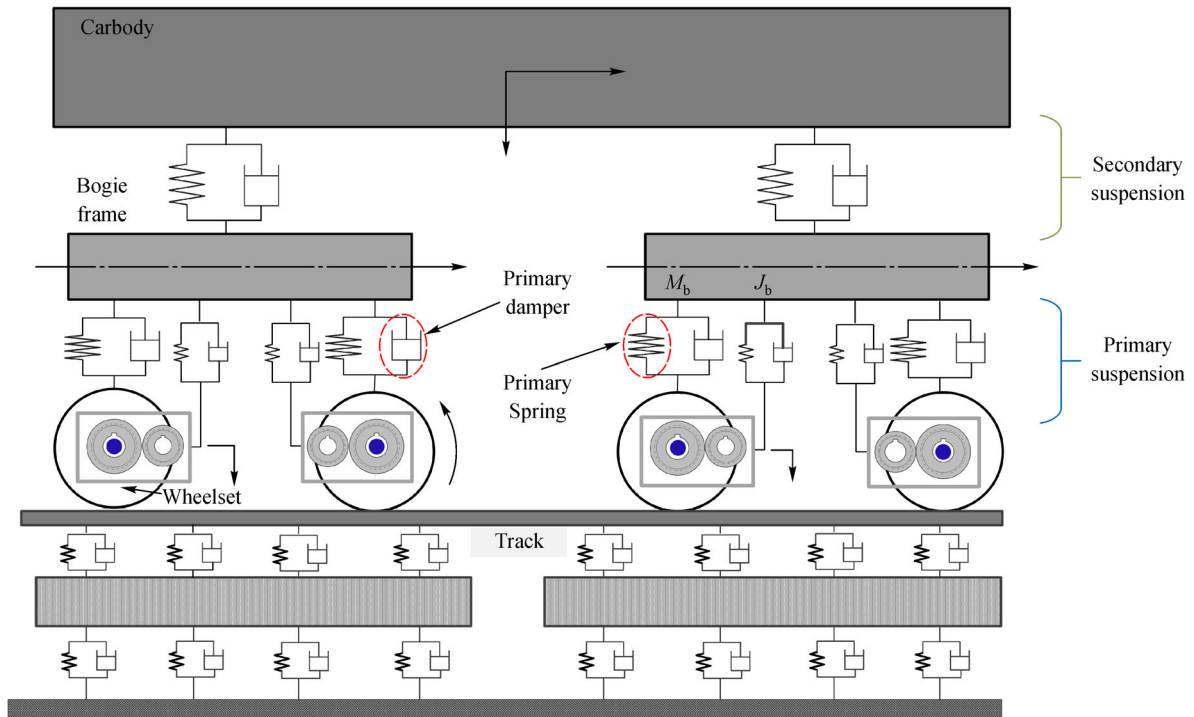 Carbody
Secondary
suspension
Bogie
frame
Primary
damper
M_b
J_b
Primary
Spring
Primary
suspension
Wheelset
Track